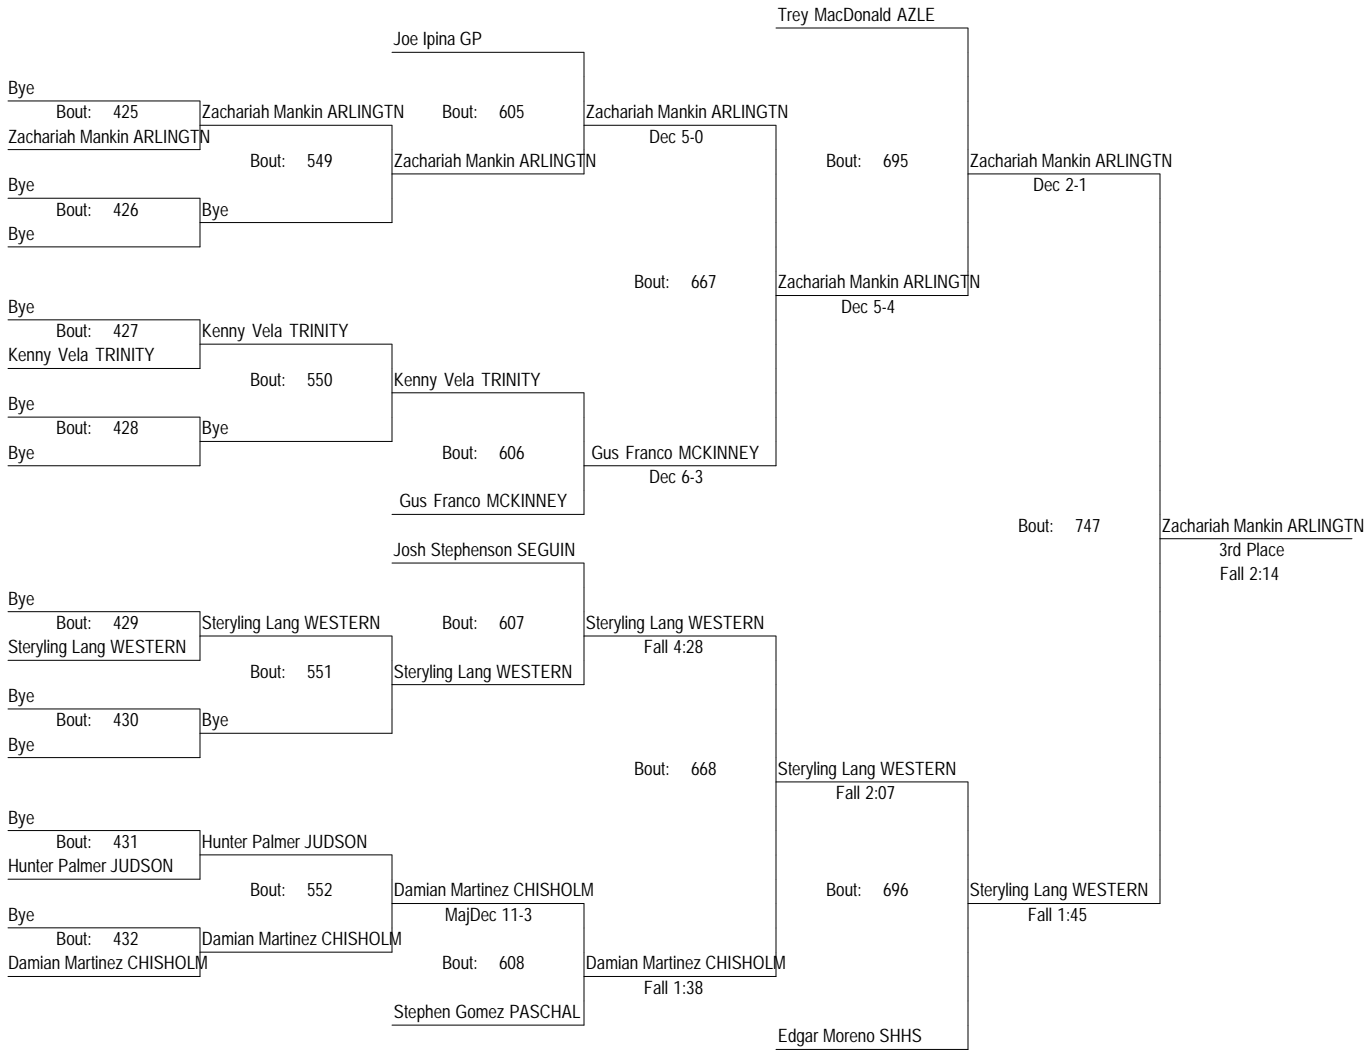 Trey MacDonald AZLE
Joe Ipina GP
Bye
Bout: 425
Zachariah Mankin ARLINGTN
Bout: 605
Zachariah Mankin ARLINGTN
Zachariah Mankin ARLINGTN
Dec 5-0
Bout: 549
Zachariah Mankin ARLINGTN
Bout: 695
Zachariah Mankin ARLINGTN
Dec 2-1
Bye
Bout: 426
Bye
Bye
Bout: 667
Zachariah Mankin ARLINGTN
Dec 5-4
Bye
Bout: 427
Kenny Vela TRINITY
Kenny Vela TRINITY
Bout: 550
Kenny Vela TRINITY
Bye
Bout: 428
Bye
Bye
Bout: 606
Gus Franco MCKINNEY
Dec 6-3
Gus Franco MCKINNEY
Bout: 747
Zachariah Mankin ARLINGTN
3rd Place
Fall 2:14
Josh Stephenson SEGUIN
Bye
Bout: 429
Steryling Lang WESTERN
Bout: 607
Steryling Lang WESTERN
Steryling Lang WESTERN
Fall 4:28
Bout: 551
Steryling Lang WESTERN
Bye
Bout: 430
Bye
Bye
Bout: 668
Steryling Lang WESTERN
Fall 2:07
Bye
Bout: 431
Hunter Palmer JUDSON
Hunter Palmer JUDSON
Bout: 552
Damian Martinez CHISHOLM
MajDec 11-3
Bout: 696
Steryling Lang WESTERN
Fall 1:45
Bye
Bout: 432
Damian Martinez CHISHOLM
Damian Martinez CHISHOLM
Bout: 608
Damian Martinez CHISHOLM
Fall 1:38
Stephen Gomez PASCHAL
Edgar Moreno SHHS